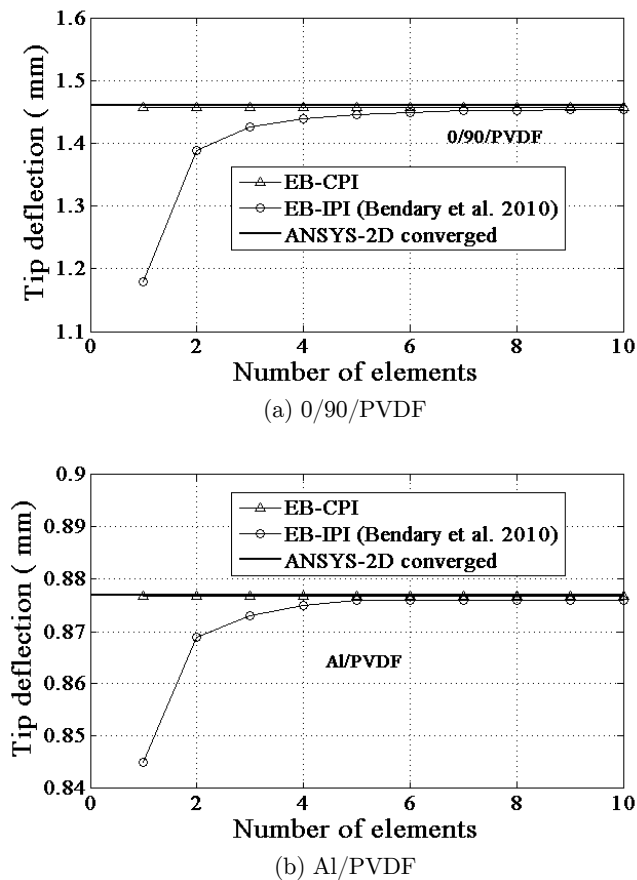 1.6
1.5
1.4
1.3
1.2
1.1
Tip deflection ( mm)
0/90/PVDF
EB-CPI
EB-IPI (Bendary et al. 2010)
ANSYS-2D converged
0 2 4 6 8 10
Number of elements
(a) 0/90/PVDF
0.9
0.89
0.88
0.87
0.86
0.85
0.84
Tip deflection ( mm)
EB-CPI
EB-IPI (Bendary et al. 2010)
ANSYS-2D converged
Al/PVDF
0 2 4 6 8 10
Number of elements
(b) Al/PVDF